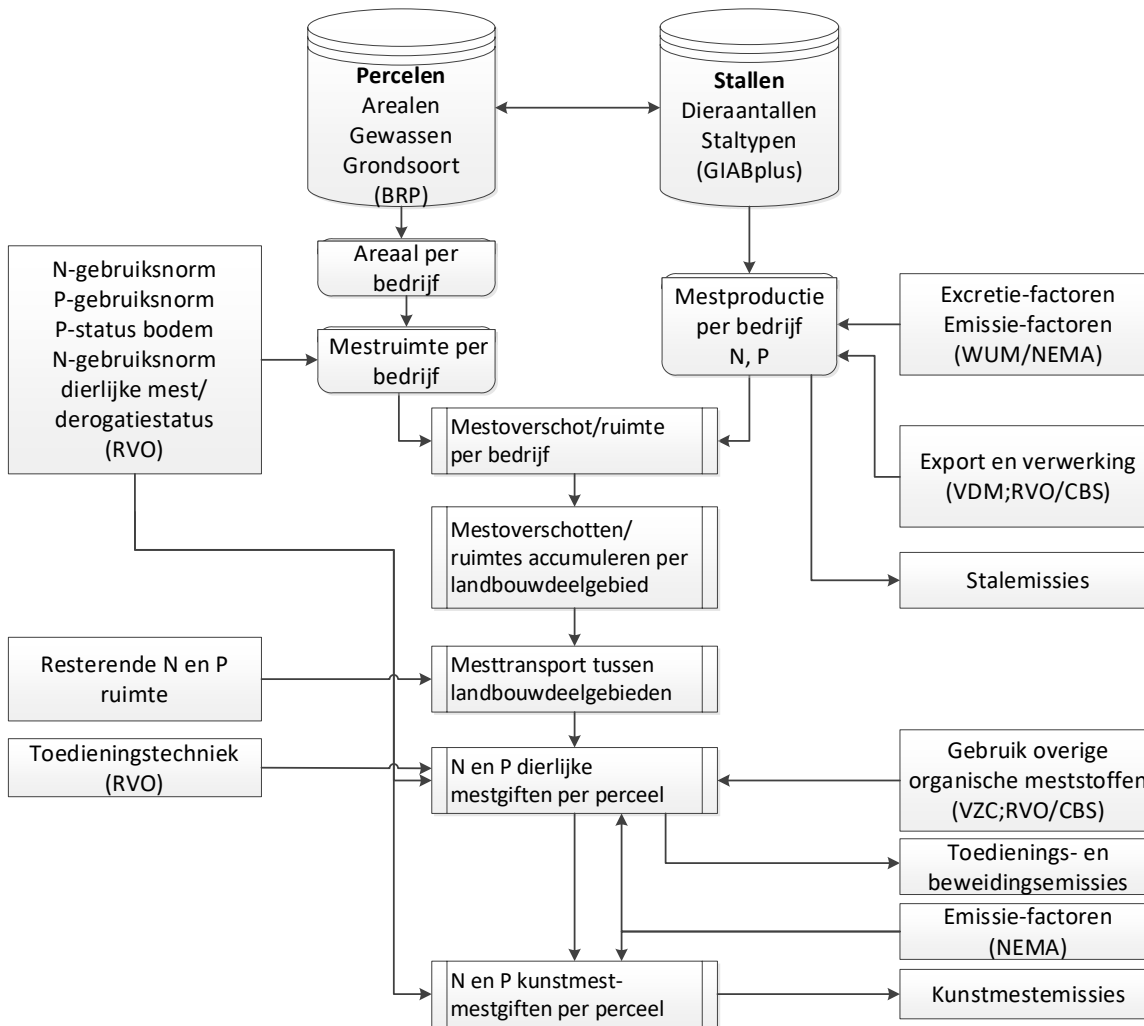 Percelen
Arealen
Gewassen
Grondsoort
(BRP)
Stallen
Dieraantallen
Staltypen
(GIABplus)
Areaal per
bedrijf
N-gebruiksnorm
P-gebruiksnorm
P-status bodem
N-gebruiksnorm
dierlijke mest/
derogatiestatus
(RVO)
Mestruimte per
bedrijf
Mestproductie
per bedrijf
N, P
Excretie-factoren
Emissie-factoren
(WUM/NEMA)
Mestoverschot/ruimte
per bedrijf
Export en verwerking
(VDM;RVO/CBS)
Mestoverschotten/
ruimtes accumuleren per
landbouwdeelgebied
Stalemissies
Resterende N en P
ruimte
Mesttransport tussen
landbouwdeelgebieden
Toedieningstechniek
(RVO)
N en P dierlijke
mestgiften per perceel
Gebruik overige
organische meststoffen
(VZC;RVO/CBS)
Toedienings- en
beweidingsemissies
Emissie-factoren
(NEMA)
N en P kunstmest-
mestgiften per perceel
Kunstmestemissies